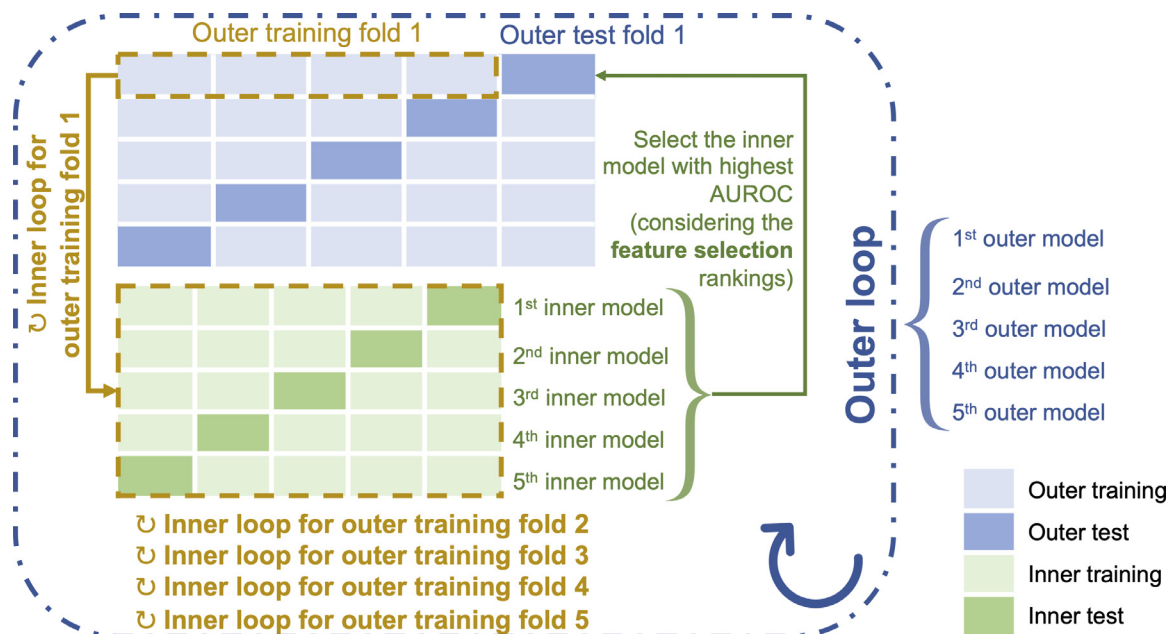 Outer training fold 1
Outer test fold 1
↻ Inner loop for
outer training fold 1
Select the inner
model with highest
AUROC
(considering the
feature selection
rankings)
1st inner model
2nd inner model
3rd inner model
4th inner model
5th inner model
↻ Inner loop for outer training fold 2
↻ Inner loop for outer training fold 3
↻ Inner loop for outer training fold 4
↻ Inner loop for outer training fold 5
Outer loop
1st outer model
2nd outer model
3rd outer model
4th outer model
5th outer model
Outer training
Outer test
Inner training
Inner test